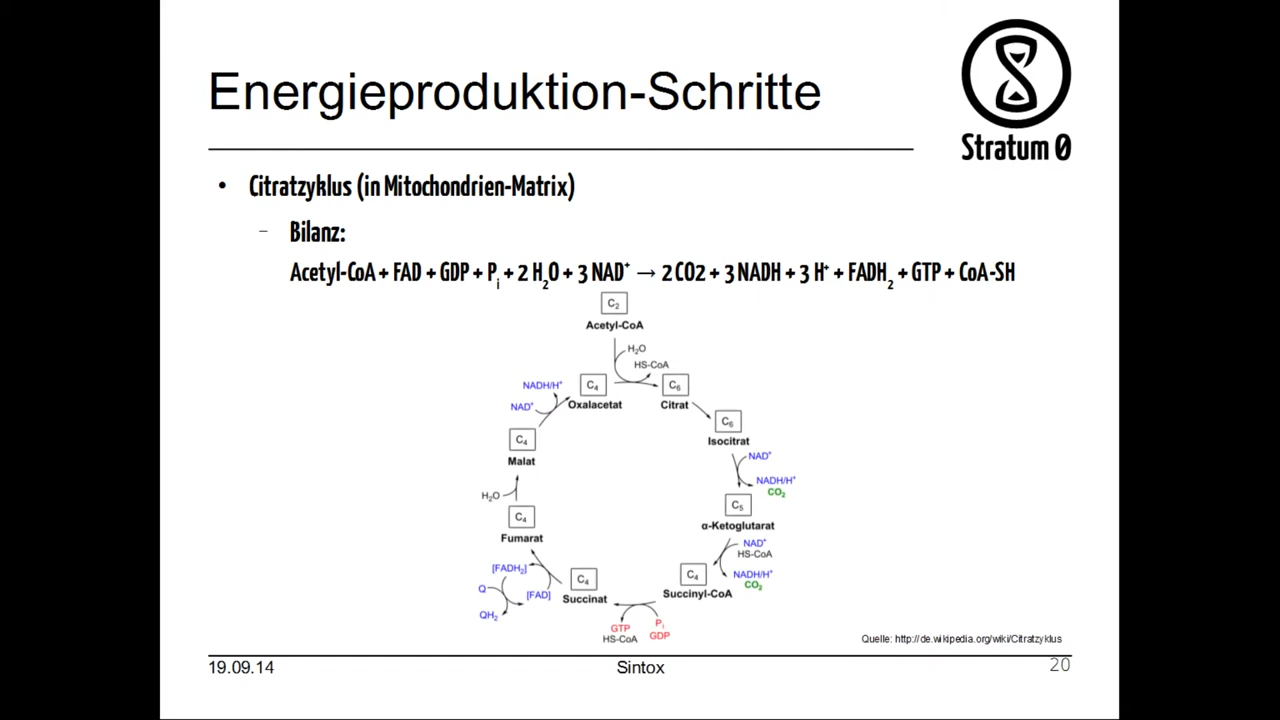 Energieproduktion-Schritte
Stratum 0
• Citratzyklus (in Mitochondrien-Matrix)
– Bilanz:
Acetyl-CoA + FAD + GDP + Pᵢ + 2 H₂O + 3 NAD⁺ → 2 CO2 + 3 NADH + 3 H⁺ + FADH₂ + GTP + CoA-SH
C₂
Acetyl-CoA
H₂O
HS-CoA
C₄
Oxalacetat
C₆
Citrat
C₆
Isocitrat
NAD⁺
NADH/H⁺
CO₂
C₅
α-Ketoglutarat
NAD⁺
HS-CoA
NADH/H⁺
CO₂
C₄
Succinyl-CoA
Pᵢ
GDP
GTP
HS-CoA
C₄
Succinat
[FAD]
[FADH₂]
Q
QH₂
C₄
Fumarat
H₂O
C₄
Malat
NAD⁺
NADH/H⁺
Quelle: http://de.wikipedia.org/wiki/Citratzyklus
19.09.14
Sintox
20